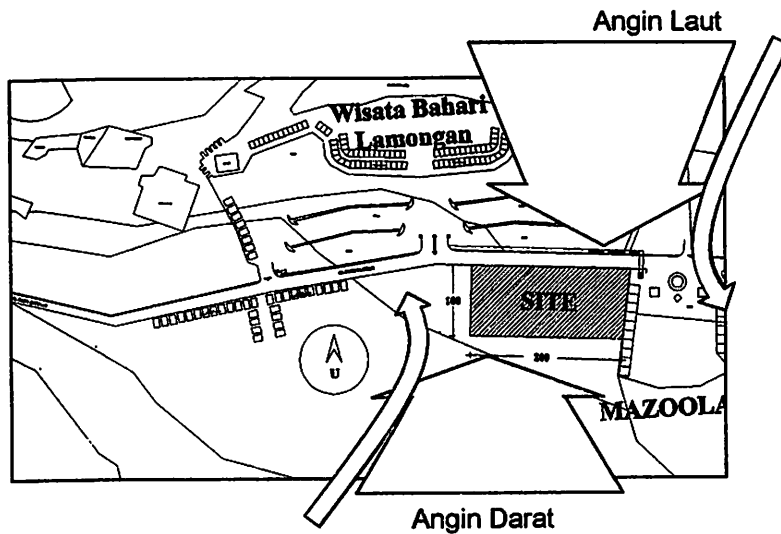 Angin Laut
Wisata Bahari
Lamongan
SITE
100
200
U
MAZOOLA
Angin Darat